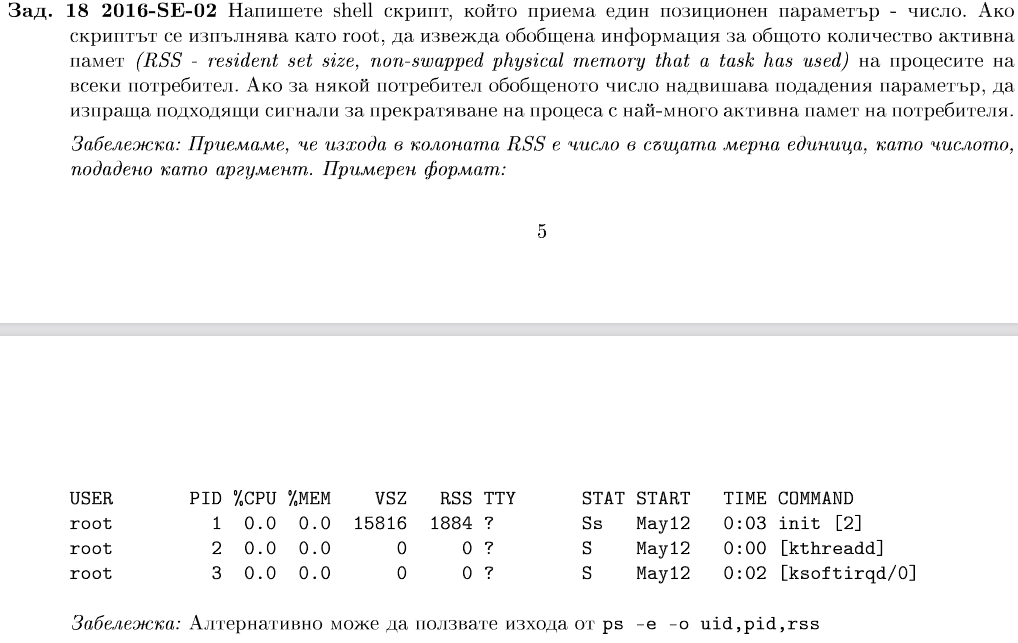 Зад. 18 2016-SE-02 Напишете shell скрипт, който приема един позиционен параметър - число. Ако
скриптът се изпълнява като root, да извежда обобщена информация за общото количество активна
памет (RSS - resident set size, non-swapped physical memory that a task has used) на процесите на
всеки потребител. Ако за някой потребител обобщеното число надвишава подадения параметър, да
изпраща подходящи сигнали за прекратяване на процеса с най-много активна памет на потребителя.
Забележка: Приемаме, че изхода в колоната RSS е число в същата мерна единица, като числото,
подадено като аргумент. Примерен формат:
5
USER PID %CPU %MEM VSZ RSS TTY STAT START TIME COMMAND
root 1 0.0 0.0 15816 1884 ? Ss May12 0:03 init [2]
root 2 0.0 0.0 0 0 ? S May12 0:00 [kthreadd]
root 3 0.0 0.0 0 0 ? S May12 0:02 [ksoftirqd/0]
Забележка: Алтернативно може да ползвате изхода от ps -e -o uid,pid,rss